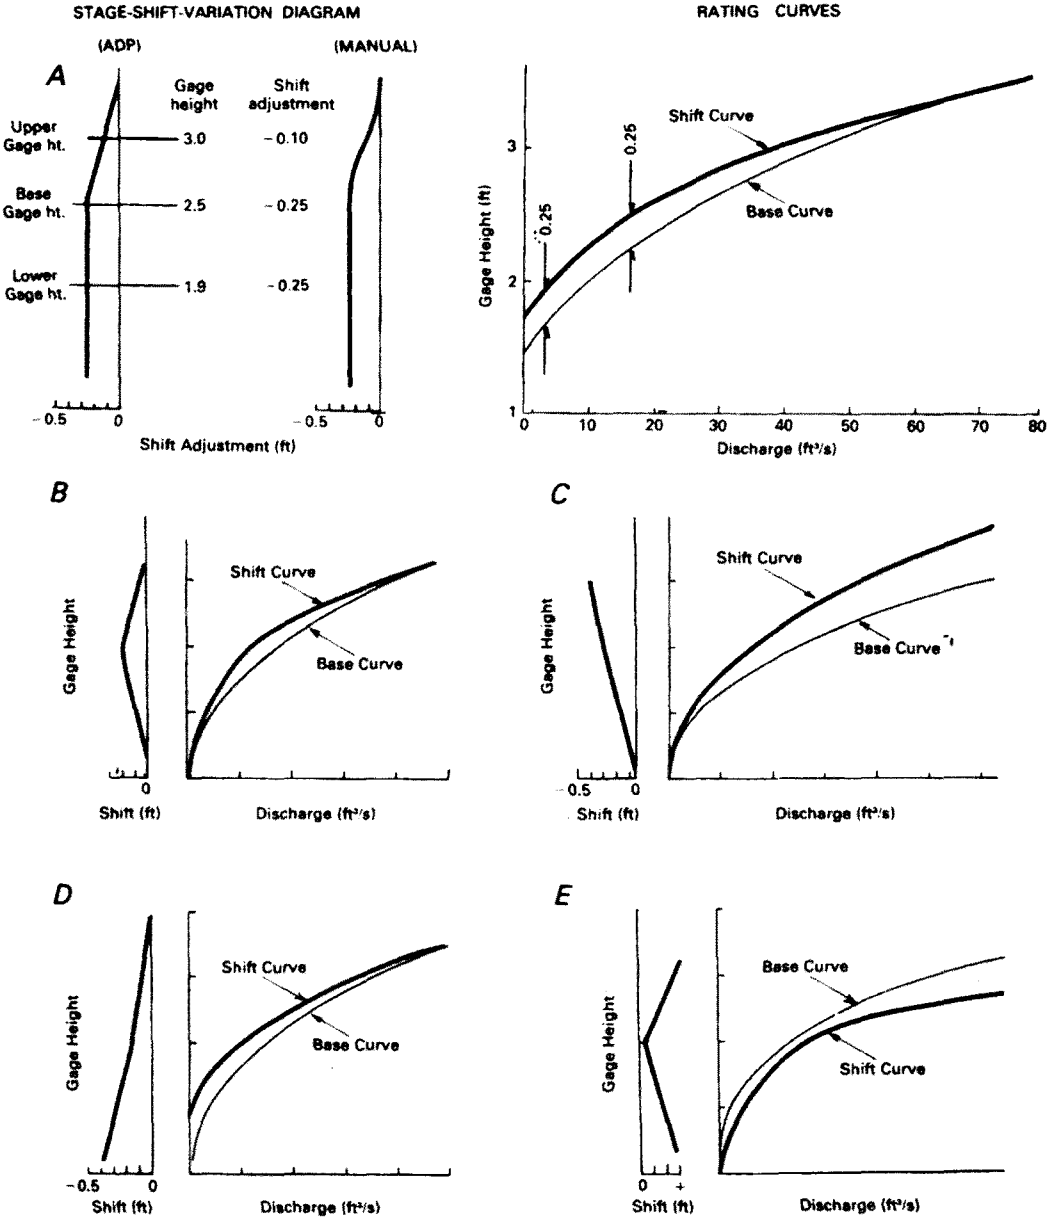 STAGE-SHIFT-VARIATION DIAGRAM
RATING CURVES
(ADP)
(MANUAL)
A
Gage height
Shift adjustment
Upper Gage ht.
3.0
-0.10
Base Gage ht.
2.5
-0.25
Lower Gage ht.
1.9
-0.25
-0.5
0
-0.5
0
Shift Adjustment (ft)
Gage Height (ft)
3
2
1
0.25
0.25
Shift Curve
Base Curve
0
10
20
30
40
50
60
70
80
Discharge (ft³/s)
B
Gage Height
Shift Curve
Base Curve
0
Shift (ft)
Discharge (ft³/s)
C
Gage Height
Shift Curve
Base Curve
-0.5
0
Shift (ft)
Discharge (ft³/s)
D
Gage Height
Shift Curve
Base Curve
-0.5
0
Shift (ft)
Discharge (ft³/s)
E
Gage Height
Base Curve
Shift Curve
0
+
Shift (ft)
Discharge (ft³/s)